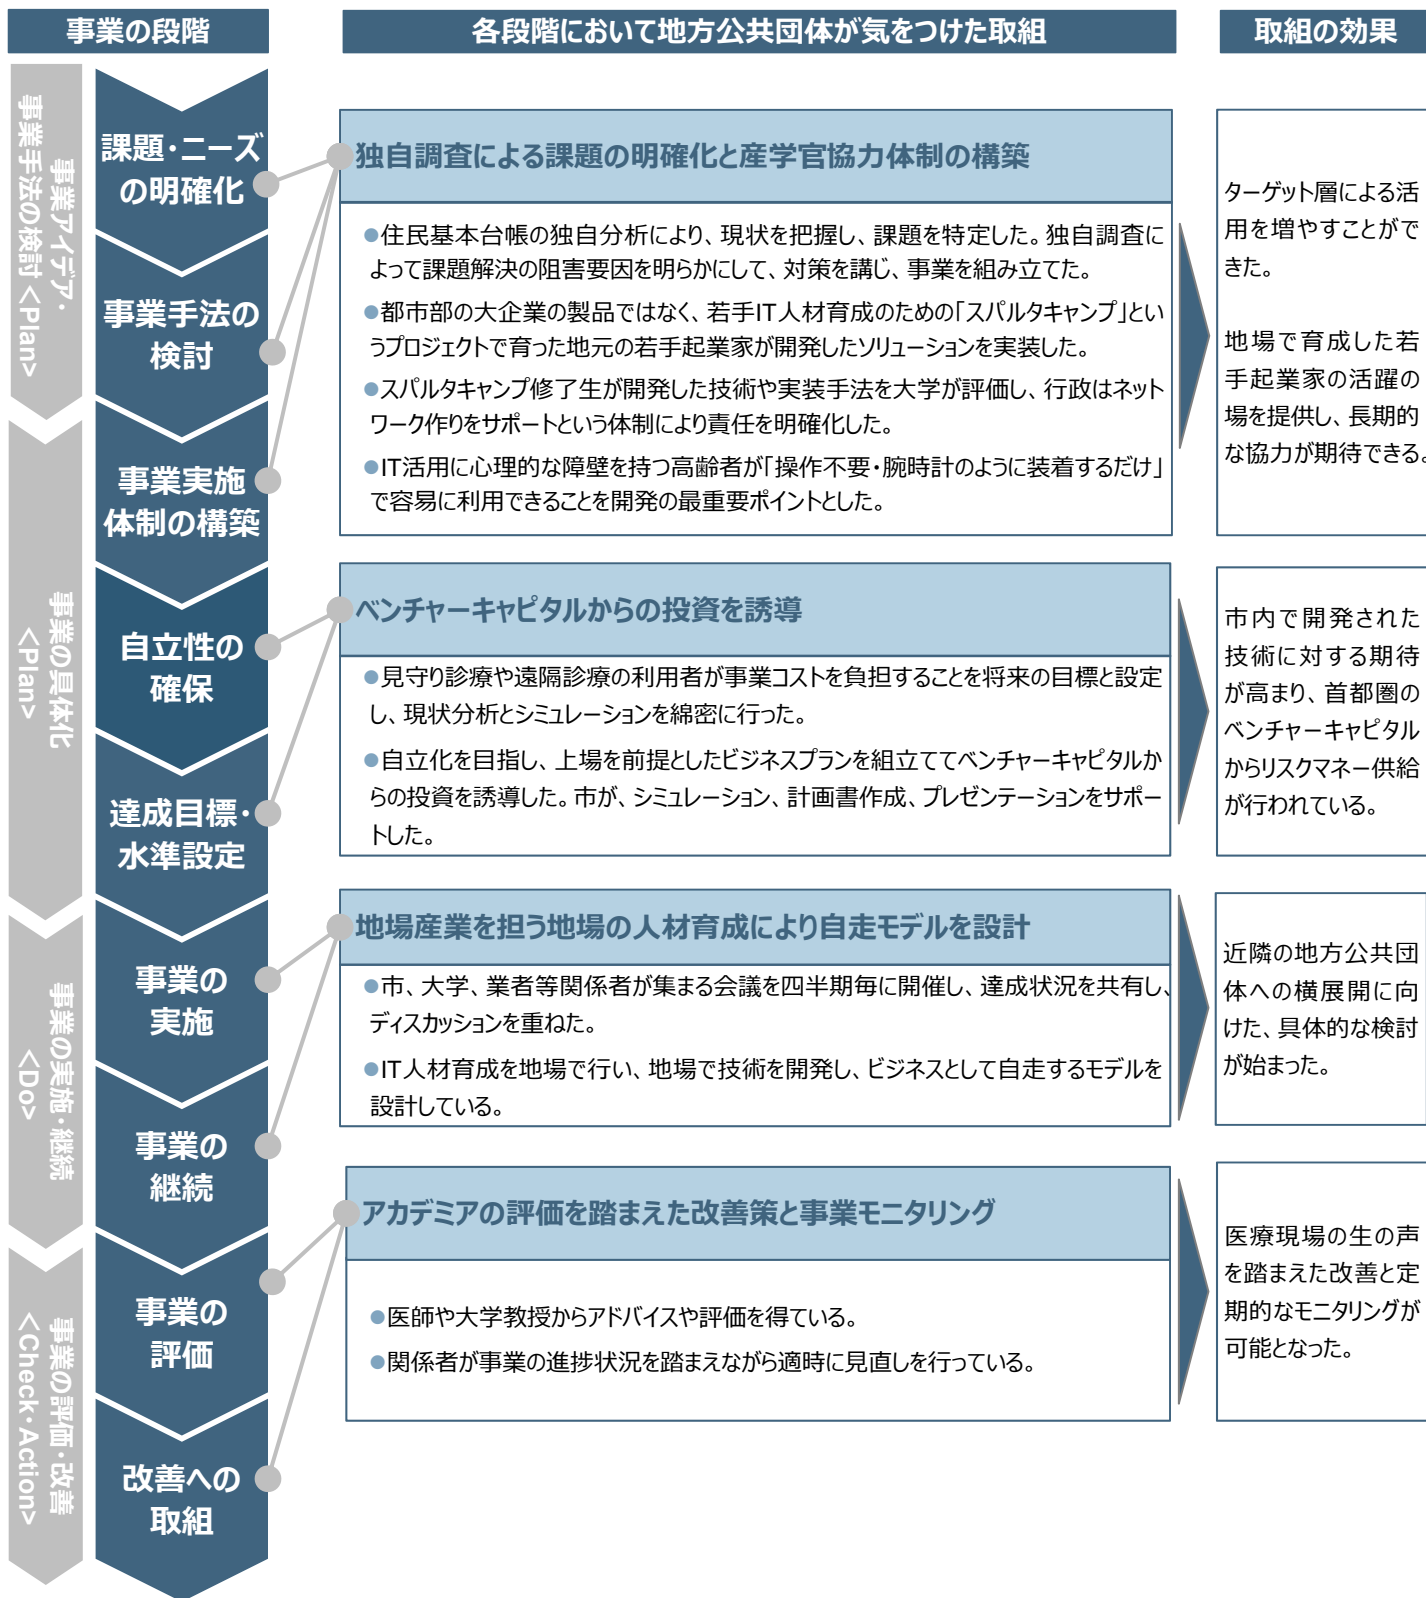 事業の段階
各段階において地方公共団体が気をつけた取組
取組の効果
事業アイデア・
事業手法の検討 <Plan>
事業の具体化
<Plan>
事業の実施・継続
<Do>
事業の評価・改善
<Check・Action>
課題・ニーズ
の明確化
事業手法の
検討
事業実施
体制の構築
自立性の
確保
達成目標・
水準設定
事業の
実施
事業の
継続
事業の
評価
改善への
取組
独自調査による課題の明確化と産学官協力体制の構築
●住民基本台帳の独自分析により、現状を把握し、課題を特定した。独自調査に
よって課題解決の阻害要因を明らかにして、対策を講じ、事業を組み立てた。
●都市部の大企業の製品ではなく、若手IT人材育成のための「スパルタキャンプ」とい
うプロジェクトで育った地元の若手起業家が開発したソリューションを実装した。
●スパルタキャンプ修了生が開発した技術や実装手法を大学が評価し、行政はネット
ワーク作りをサポートという体制により責任を明確化した。
●IT活用に心理的な障壁を持つ高齢者が「操作不要・腕時計のように装着するだけ」
で容易に利用できることを開発の最重要ポイントとした。
ターゲット層による活
用を増やすことがで
きた。
地場で育成した若
手起業家の活躍の
場を提供し、長期的
な協力が期待できる。
ベンチャーキャピタルからの投資を誘導
●見守り診療や遠隔診療の利用者が事業コストを負担することを将来の目標と設定
し、現状分析とシミュレーションを綿密に行った。
●自立化を目指し、上場を前提としたビジネスプランを組立ててベンチャーキャピタルか
らの投資を誘導した。市が、シミュレーション、計画書作成、プレゼンテーションをサポー
トした。
市内で開発された
技術に対する期待
が高まり、首都圏の
ベンチャーキャピタル
からリスクマネー供給
が行われている。
地場産業を担う地場の人材育成により自走モデルを設計
●市、大学、業者等関係者が集まる会議を四半期毎に開催し、達成状況を共有し、
ディスカッションを重ねた。
●IT人材育成を地場で行い、地場で技術を開発し、ビジネスとして自走するモデルを
設計している。
近隣の地方公共団
体への横展開に向
けた、具体的な検討
が始まった。
アカデミアの評価を踏まえた改善策と事業モニタリング
●医師や大学教授からアドバイスや評価を得ている。
●関係者が事業の進捗状況を踏まえながら適時に見直しを行っている。
医療現場の生の声
を踏まえた改善と定
期的なモニタリングが
可能となった。